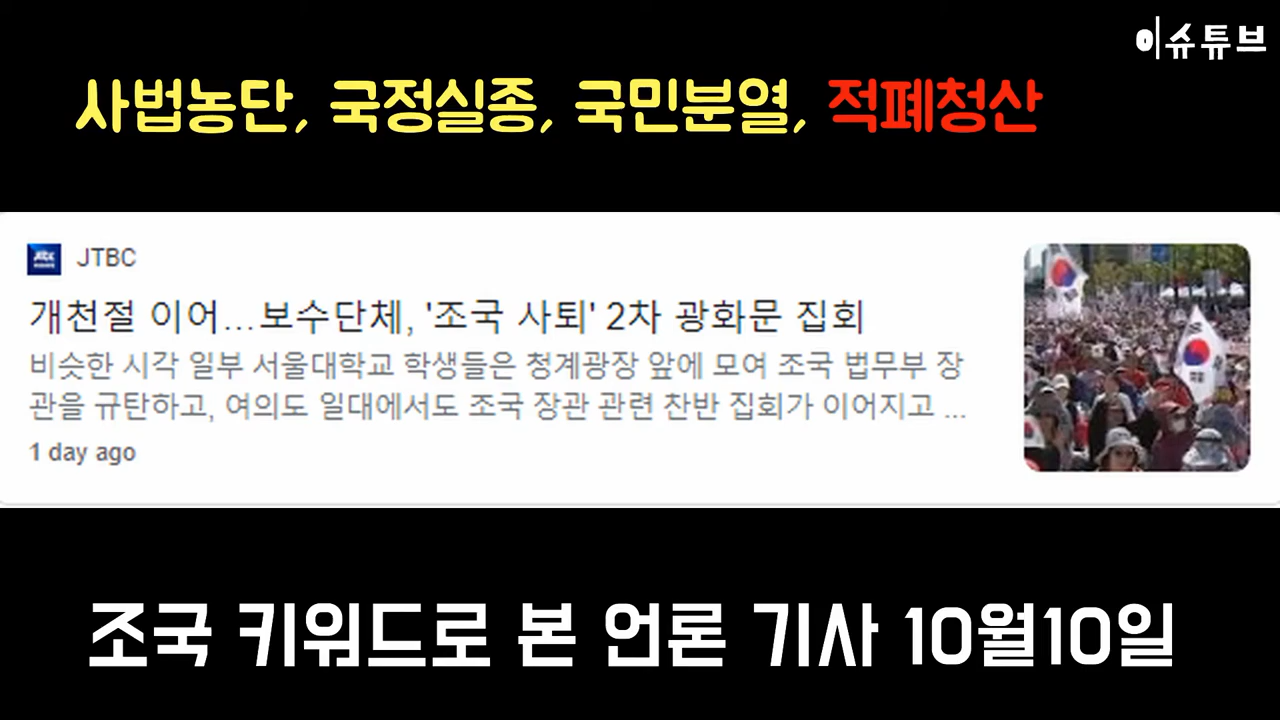 이슈튜브
사법농단, 국정실종, 국민분열, 적폐청산
JTBC
개천절 이어...보수단체, '조국 사퇴' 2차 광화문 집회
비슷한 시각 일부 서울대학교 학생들은 청계광장 앞에 모여 조국 법무부 장
관을 규탄하고, 여의도 일대에서도 조국 장관 관련 찬반 집회가 이어지고 ...
1 day ago
조국 키워드로 본 언론 기사 10월10일